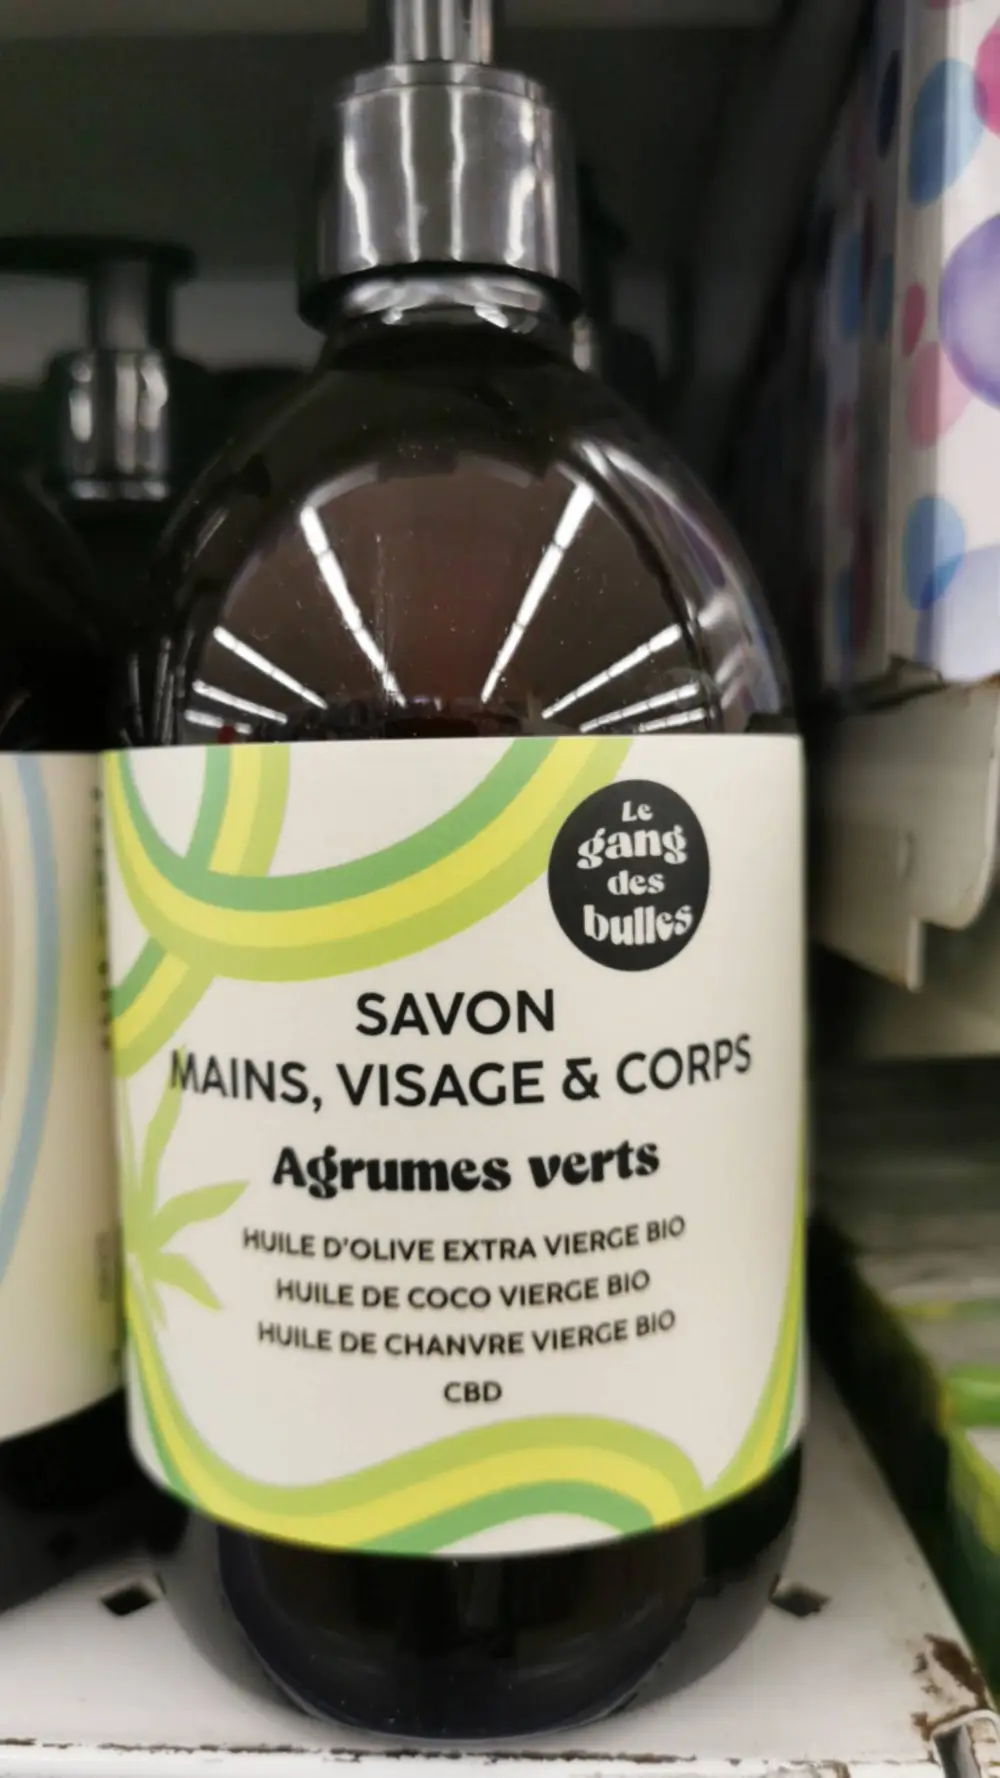 Le
gang
des
bulles
SAVON
MAINS, VISAGE & CORPS
Agrumes verts
HUILE D'OLIVE EXTRA VIERGE BIO
HUILE DE COCO VIERGE BIO
HUILE DE CHANVRE VIERGE BIO
CBD